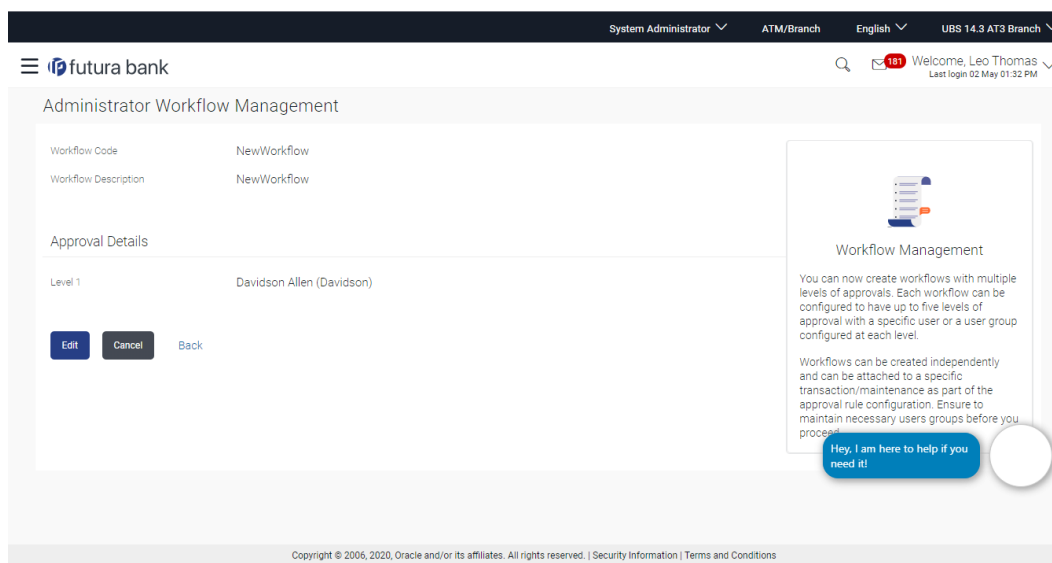 System Administrator ATM/Branch English UBS 14.3 AT3 Branch
futura bank
181
Welcome, Leo Thomas
Last login 02 May 01:32 PM
Administrator Workflow Management
Workflow Code NewWorkflow
Workflow Description NewWorkflow
Approval Details
Level 1 Davidson Allen (Davidson)
Edit Cancel Back
Workflow Management
You can now create workflows with multiple
levels of approvals. Each workflow can be
configured to have up to five levels of
approval with a specific user or a user group
configured at each level.
Workflows can be created independently
and can be attached to a specific
transaction/maintenance as part of the
approval rule configuration. Ensure to
maintain necessary users groups before you
proceed
Hey, I am here to help if you
need it!
Copyright © 2006, 2020, Oracle and/or its affiliates. All rights reserved. | Security Information | Terms and Conditions